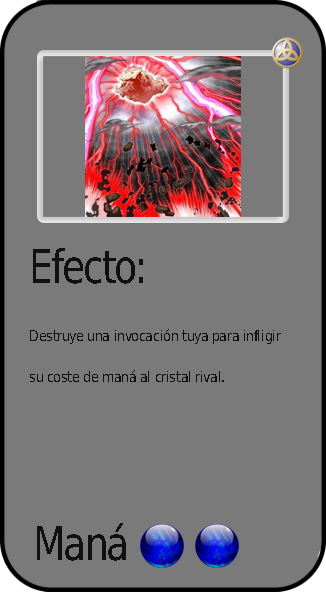 Efecto:
Destruye una invocación tuya para infligir
su coste de maná al cristal rival.
Maná